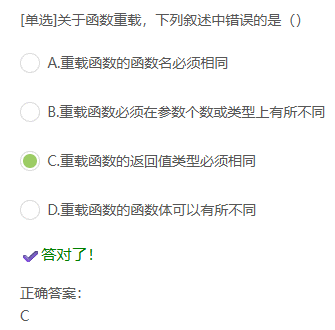 [单选]关于函数重载，下列叙述中错误的是（）
A.重载函数的函数名必须相同
B.重载函数必须在参数个数或类型上有所不同
C.重载函数的返回值类型必须相同
D.重载函数的函数体可以有所不同
答对了！
正确答案：
C